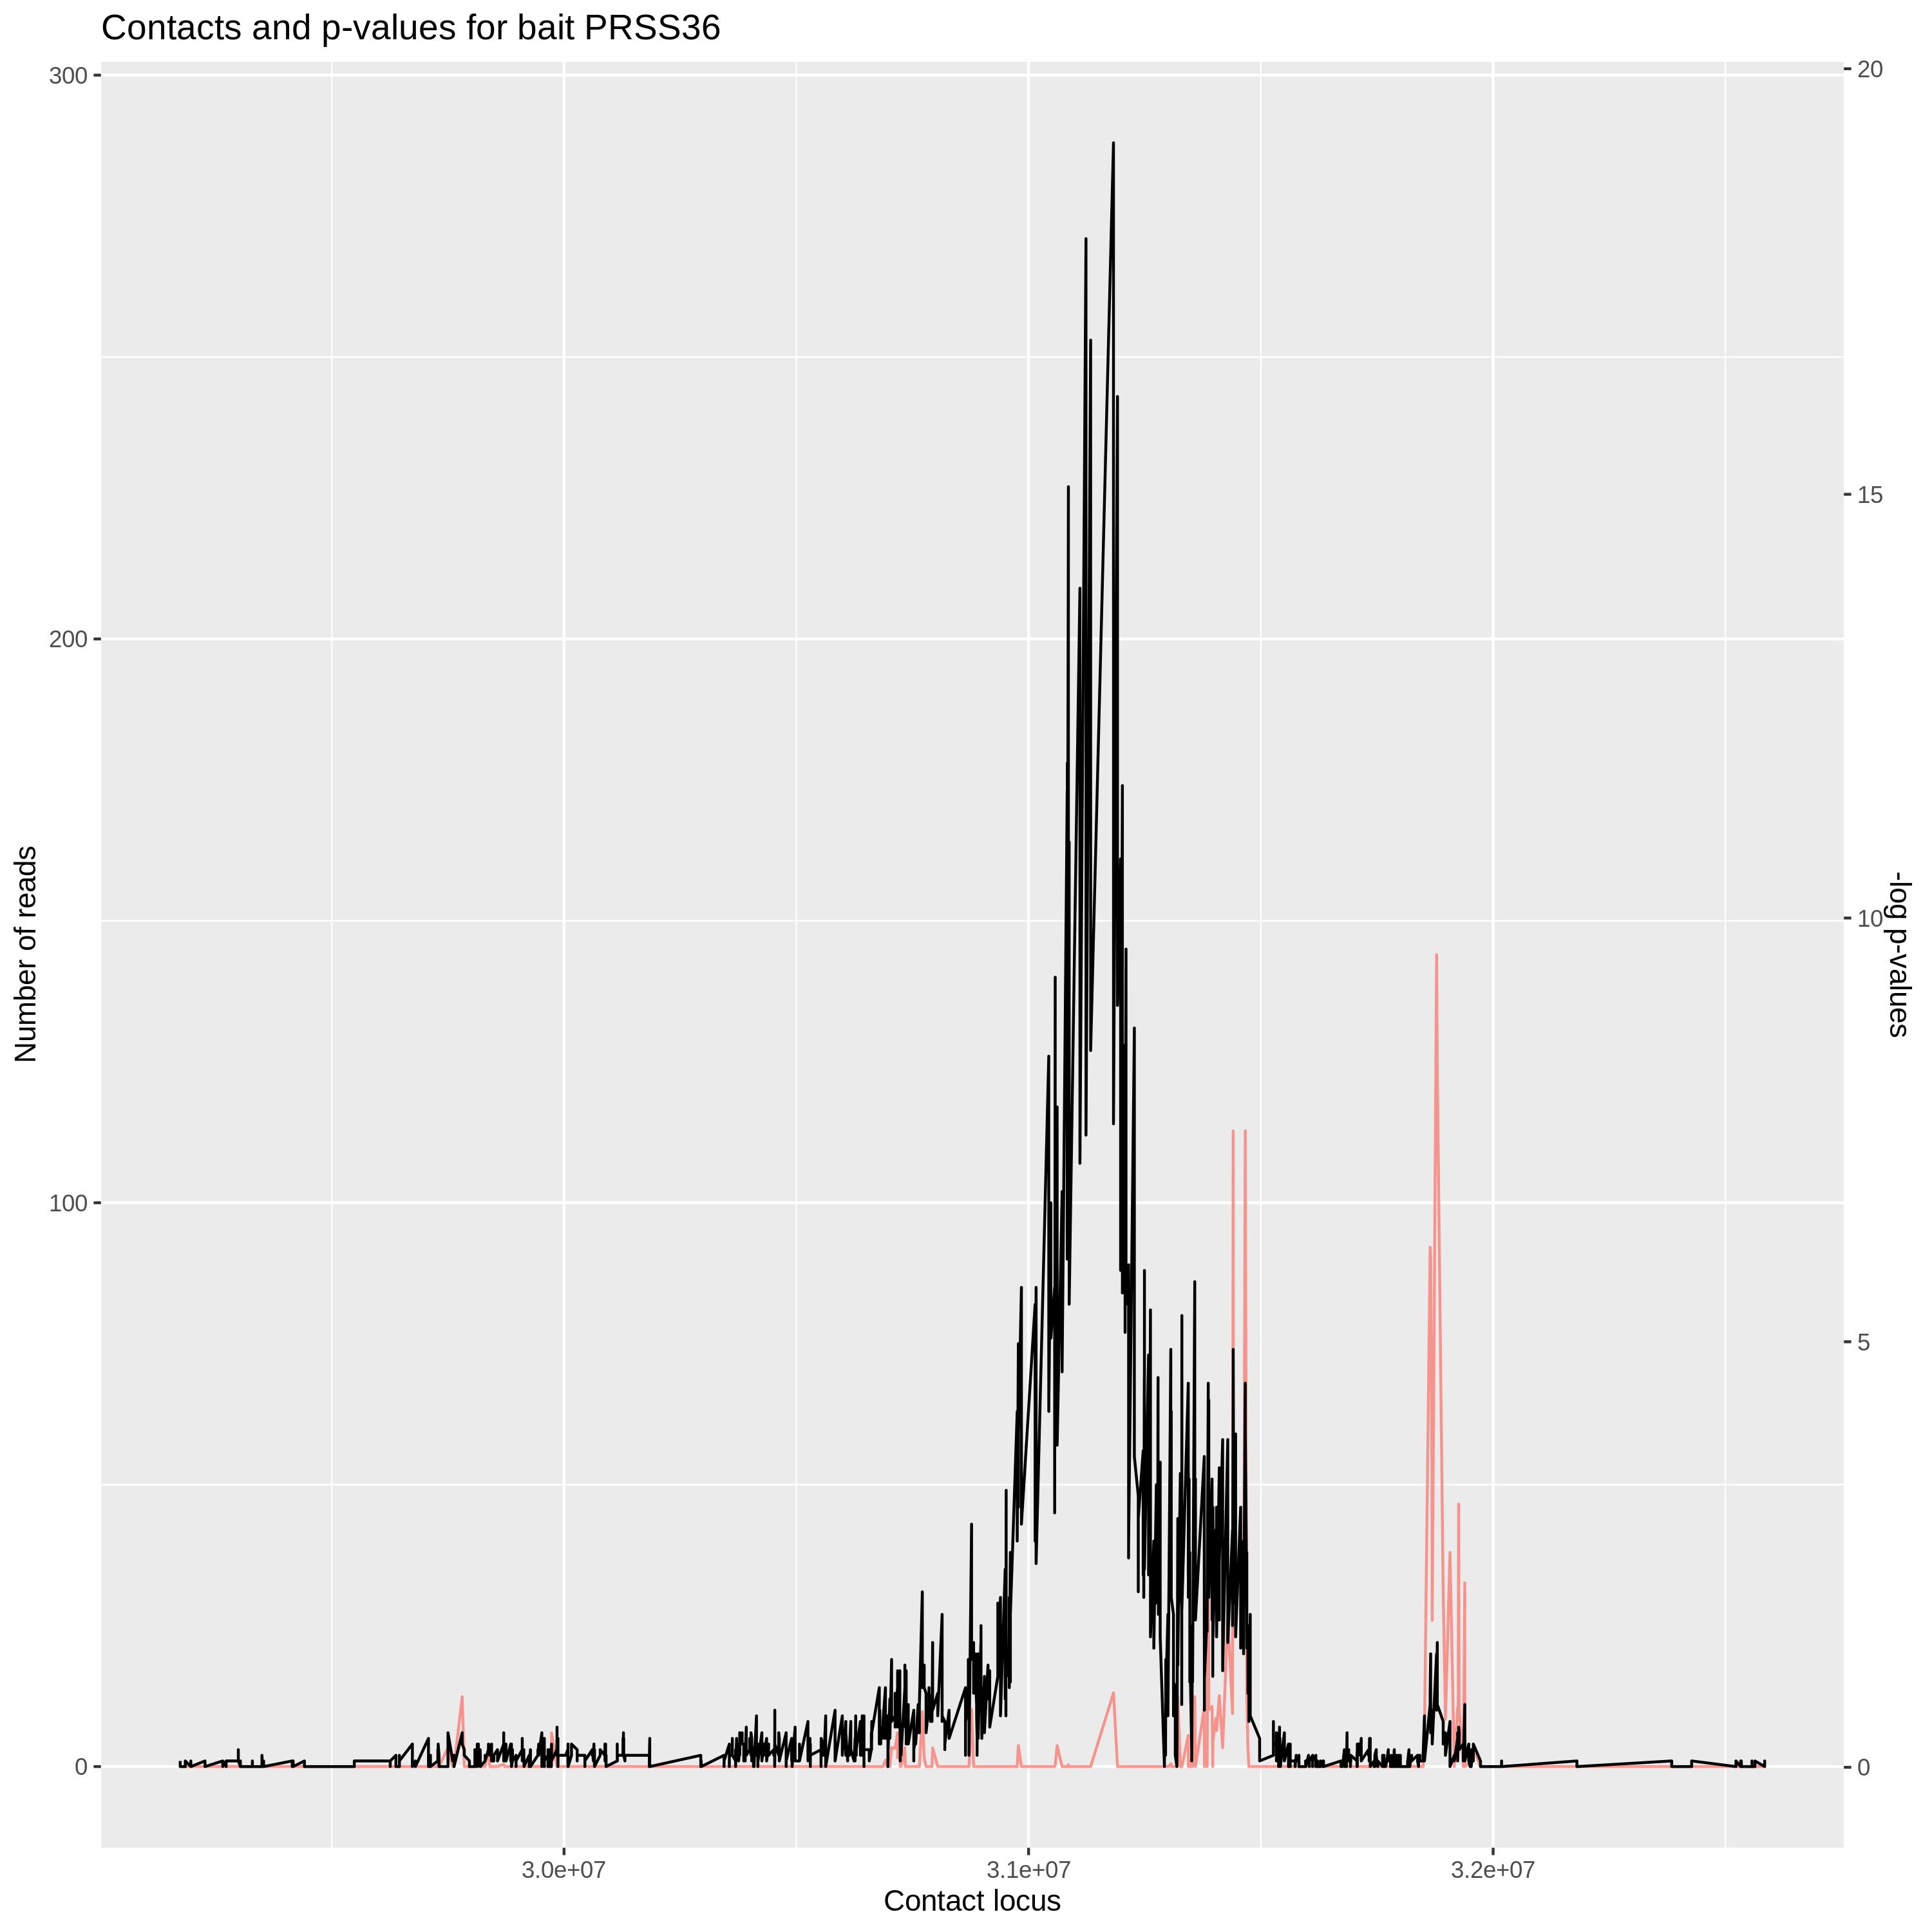 Contacts and p-values for bait PRSS36
300
200
100
0
Number of reads
20
15
10
5
0
-log p-values
3.0e+07
3.1e+07
3.2e+07
Contact locus